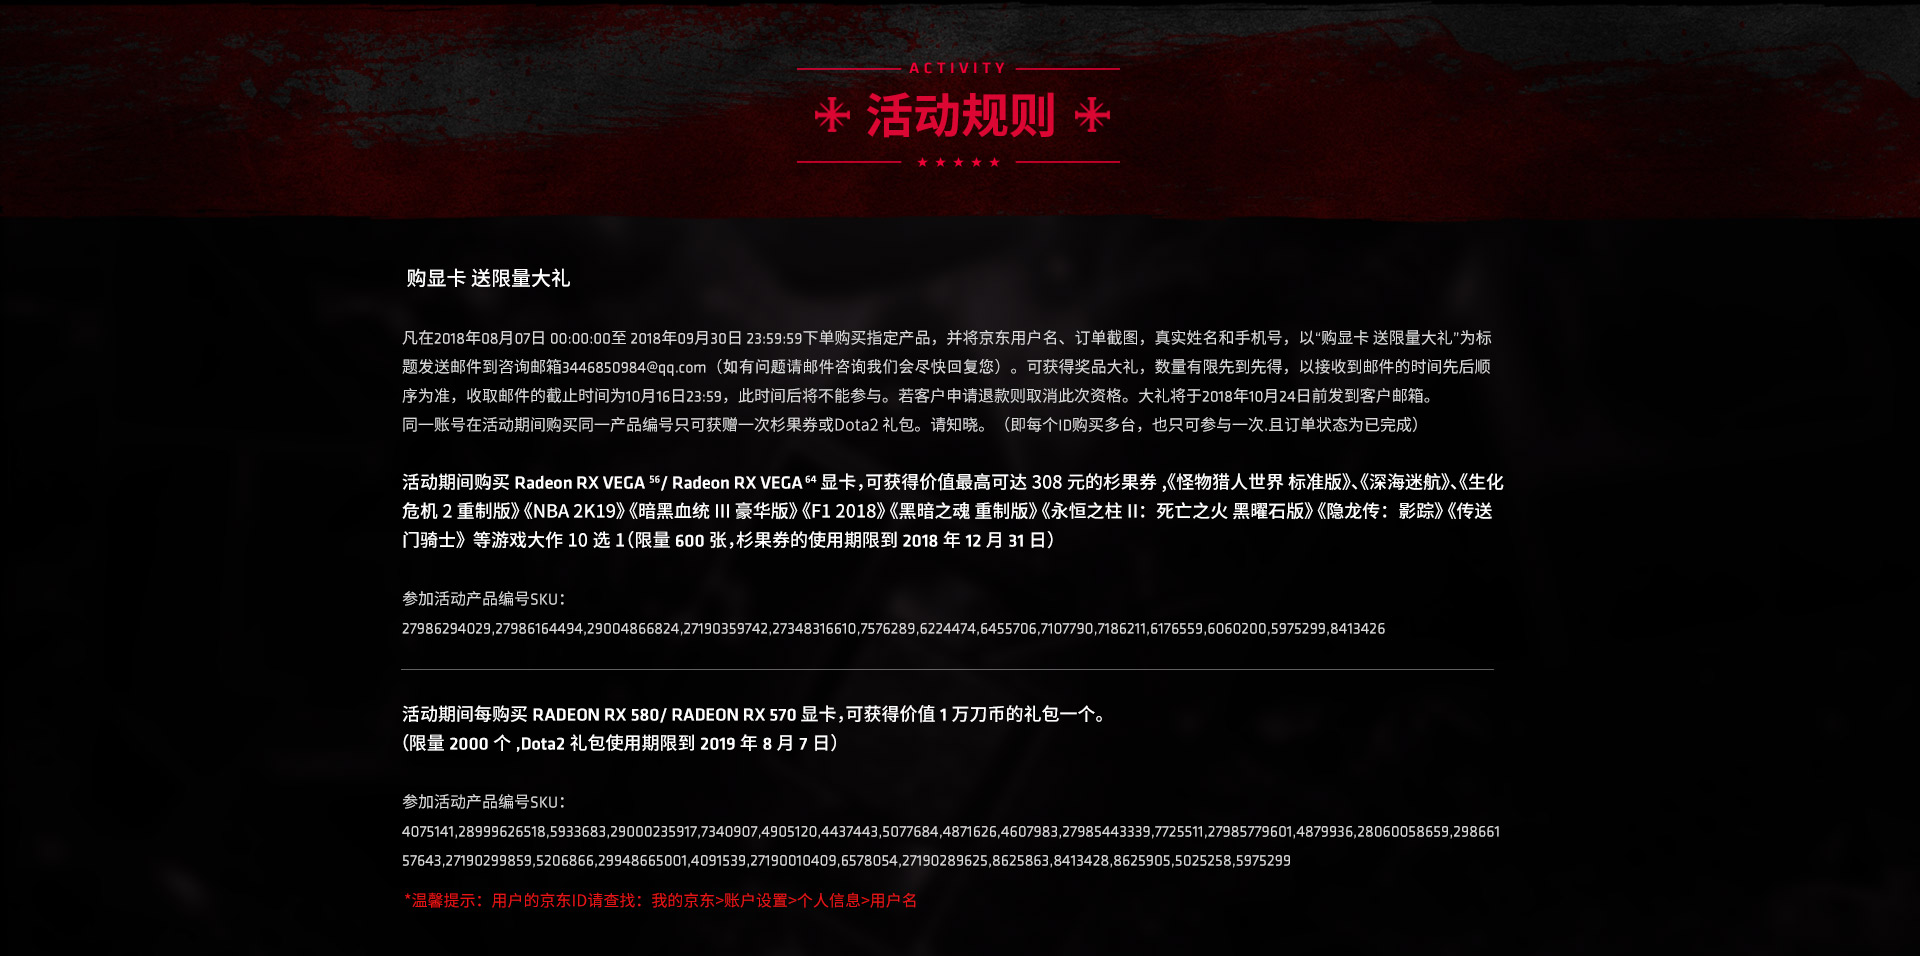 ACTIVITY
活动规则
购显卡 送限量大礼
凡在2018年08月07日 00:00:00至 2018年09月30日 23:59:59下单购买指定产品，并将京东用户名、订单截图，真实姓名和手机号，以“购显卡 送限量大礼”为标
题发送邮件到咨询邮箱3446850984@qq.com（如有问题请邮件咨询我们会尽快回复您）。可获得奖品大礼，数量有限先到先得，以接收到邮件的时间先后顺
序为准，收取邮件的截止时间为10月16日23:59，此时间后将不能参与。若客户申请退款则取消此次资格。大礼将于2018年10月24日前发到客户邮箱。
同一账号在活动期间购买同一产品编号只可获赠一次杉果券或Dota2 礼包。请知晓。（即每个ID购买多台，也只可参与一次.且订单状态为已完成）
活动期间购买 Radeon RX VEGA 56/ Radeon RX VEGA 64 显卡,可获得价值最高可达 308 元的杉果券 ,《怪物猎人世界 标准版》、《深海迷航》、《生化
危机 2 重制版》《NBA 2K19》《暗黑血统 III 豪华版》《F1 2018》《黑暗之魂 重制版》《永恒之柱 II：死亡之火 黑曜石版》《隐龙传：影踪》《传送
门骑士》等游戏大作 10 选 1（限量 600 张,杉果券的使用期限到 2018 年 12 月 31 日）
参加活动产品编号SKU：
27986294029,27986164494,29004866824,27190359742,27348316610,7576289,6224474,6455706,7107790,7186211,6176559,6060200,5975299,8413426
活动期间每购买 RADEON RX 580/ RADEON RX 570 显卡,可获得价值 1 万刀币的礼包一个。
（限量 2000 个 ,Dota2 礼包使用期限到 2019 年 8 月 7 日）
参加活动产品编号SKU：
4075141,28999626518,5933683,29000235917,7340907,4905120,4437443,5077684,4871626,4607983,27985443339,7725511,27985779601,4879936,28060058659,298661
57643,27190299859,5206866,29948665001,4091539,27190010409,6578054,27190289625,8625863,8413428,8625905,5025258,5975299
*温馨提示：用户的京东ID请查找：我的京东>账户设置>个人信息>用户名